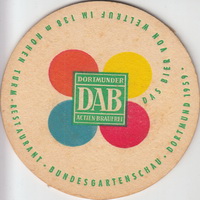 DORTMUNDER
DAB
ACTIEN-BRAUEREI
DAS BIER VON WELTRUF IM 138 m HOHEN TURM-RESTAURANT · BUNDESGARTENSCHAU · DORTMUND 1959 ·